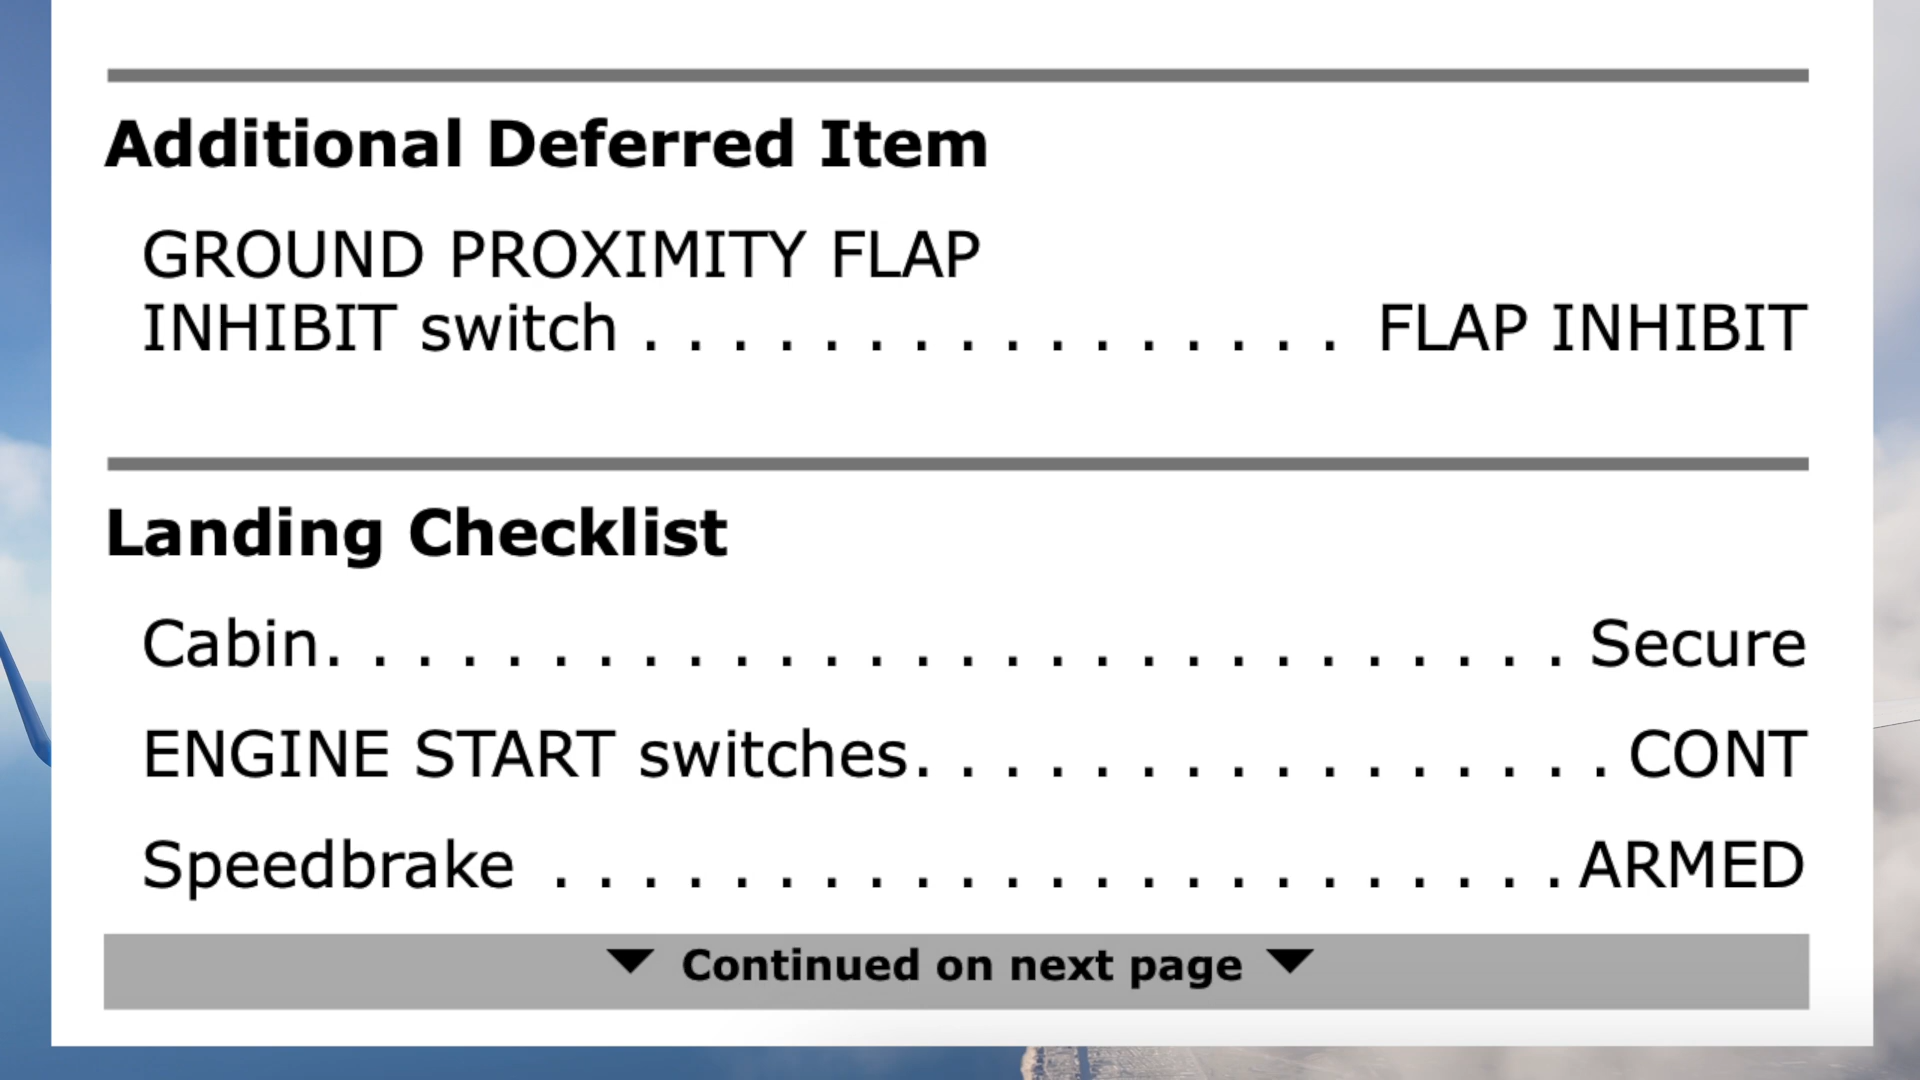 Additional Deferred Item
GROUND PROXIMITY FLAP
INHIBIT switch . . . . . . . . . . . . . . . . FLAP INHIBIT
Landing Checklist
Cabin. . . . . . . . . . . . . . . . . . . . . . . . . . . . Secure
ENGINE START switches. . . . . . . . . . . . . . . . CONT
Speedbrake . . . . . . . . . . . . . . . . . . . . . . . ARMED
▼ Continued on next page ▼